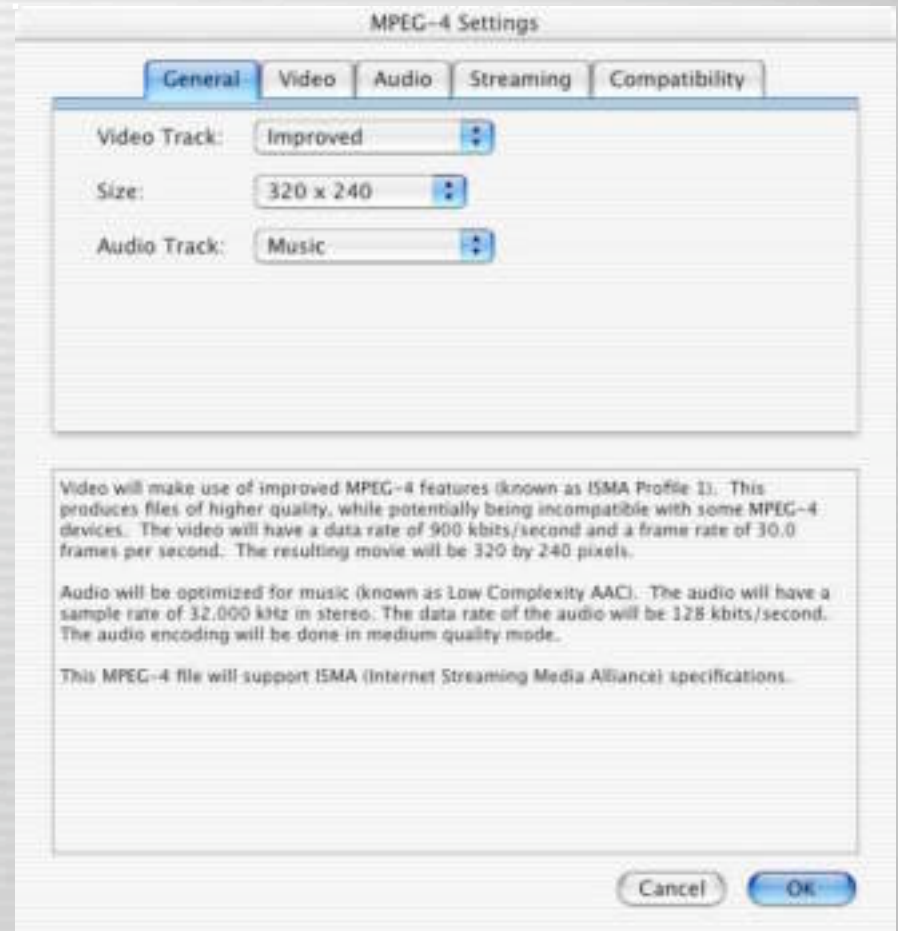 MPEG-4 Settings
General Video Audio Streaming Compatibility
Video Track: Improved
Size: 320 x 240
Audio Track: Music
Video will make use of improved MPEG-4 features (known as ISMA Profile 1). This
produces files of higher quality, while potentially being incompatible with some MPEG-4
devices. The video will have a data rate of 900 kbits/second and a frame rate of 30.0
frames per second. The resulting movie will be 320 by 240 pixels.
Audio will be optimized for music (known as Low Complexity AAC). The audio will have a
sample rate of 32.000 kHz in stereo. The data rate of the audio will be 128 kbits/second.
The audio encoding will be done in medium quality mode.
This MPEG-4 file will support ISMA (Internet Streaming Media Alliance) specifications.
Cancel OK